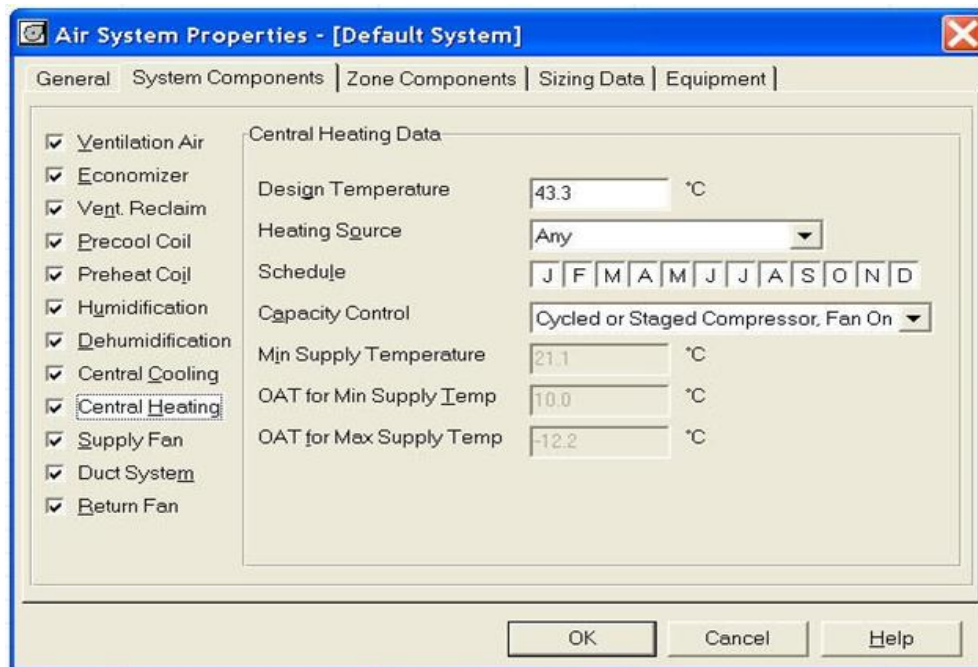 Air System Properties - [Default System]
General System Components Zone Components Sizing Data Equipment
Ventilation Air
Economizer
Vent. Reclaim
Precool Coil
Preheat Coil
Humidification
Dehumidification
Central Cooling
Central Heating
Supply Fan
Duct System
Return Fan
Central Heating Data
Design Temperature 43.3 °C
Heating Source Any
Schedule J F M A M J J A S O N D
Capacity Control Cycled or Staged Compressor, Fan On
Min Supply Temperature 21.1 °C
OAT for Min Supply Temp 10.0 °C
OAT for Max Supply Temp -12.2 °C
OK Cancel Help